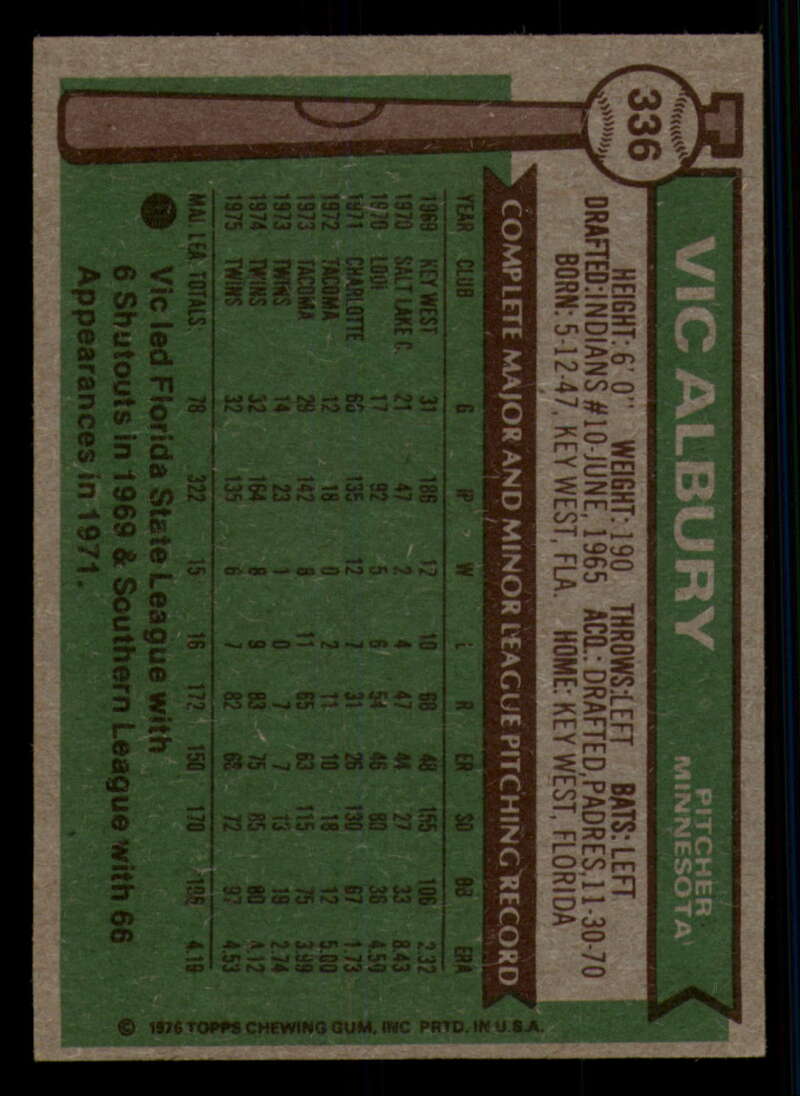 336
VIC ALBURY
PITCHER
MINNESOTA
HEIGHT: 6' 0" WEIGHT: 190 THROWS: LEFT BATS: LEFT
DRAFTED: INDIANS #10-JUNE, 1965 ACQ.: DRAFTED, PADRES, 11-30-70
BORN: 5-12-47, KEY WEST, FLA. HOME: KEY WEST, FLORIDA
COMPLETE MAJOR AND MINOR LEAGUE PITCHING RECORD
YEAR CLUB G IP W L R ER SO BB ERA
1969 KEY WEST 31 186 17 10 68 48 155 106 2.32
1970 SALT LAKE C. 21 47 2 4 47 44 27 33 8.43
1970 LODI 17 92 5 6 54 46 80 36 4.50
1971 CHARLOTTE 66 135 12 7 31 26 130 67 1.73
1972 TACOMA 12 18 0 2 11 10 18 12 5.00
1973 TACOMA 29 142 8 11 65 63 115 75 3.99
1973 TWINS 14 23 1 0 7 7 13 19 2.74
1974 TWINS 32 164 8 9 83 75 85 80 4.12
1975 TWINS 32 135 6 7 82 68 72 97 4.53
MAJ. LEA. TOTALS 78 322 15 16 172 150 170 196 4.19
Vic led Florida State League with
6 Shutouts in 1969 & Southern League with 66
Appearances in 1971.
© 1976 TOPPS CHEWING GUM, INC PRTD. IN U.S.A.